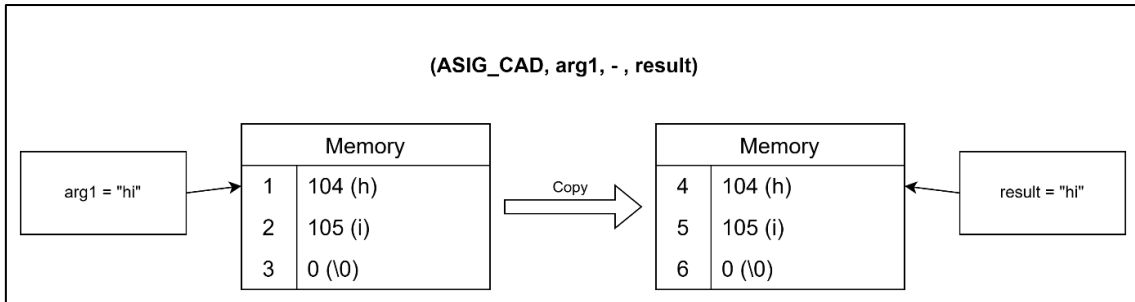 (ASIG_CAD, arg1, - , result)
arg1 = "hi"
Memory
1 104 (h)
2 105 (i)
3 0 (\0)
Copy
Memory
4 104 (h)
5 105 (i)
6 0 (\0)
result = "hi"